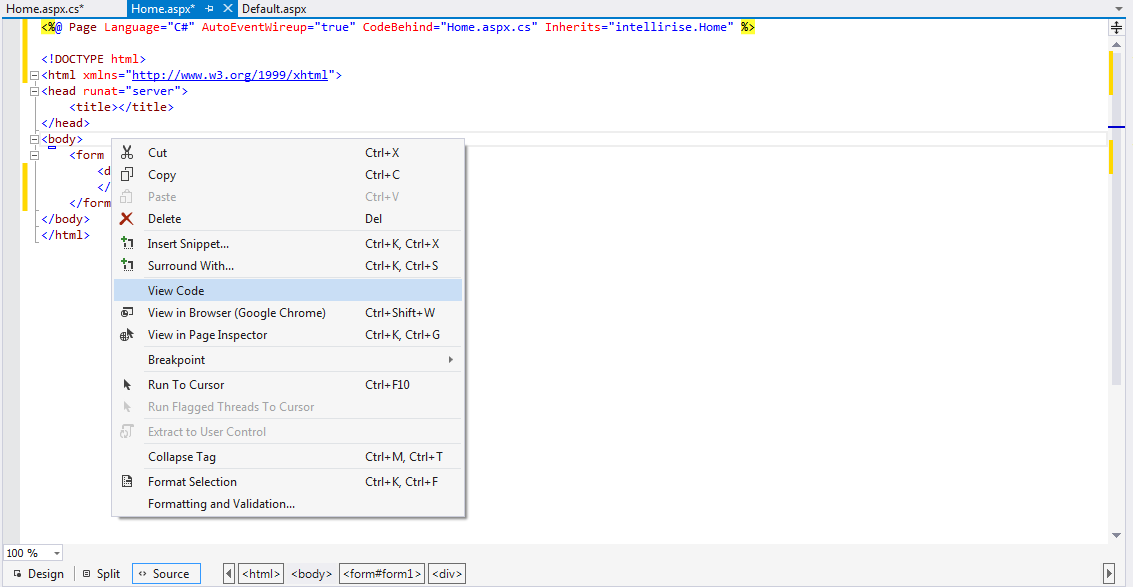 Home.aspx.cs* Home.aspx* Default.aspx
<%@ Page Language="C#" AutoEventWireup="true" CodeBehind="Home.aspx.cs" Inherits="intellirise.Home" %>
<!DOCTYPE html>
<html xmlns="http://www.w3.org/1999/xhtml">
<head runat="server">
<title></title>
</head>
<body>
<form
<d
</
</form
</body>
</html>
Cut Ctrl+X
Copy Ctrl+C
Paste Ctrl+V
Delete Del
Insert Snippet... Ctrl+K, Ctrl+X
Surround With... Ctrl+K, Ctrl+S
View Code
View in Browser (Google Chrome) Ctrl+Shift+W
View in Page Inspector Ctrl+K, Ctrl+G
Breakpoint
Run To Cursor Ctrl+F10
Run Flagged Threads To Cursor
Extract to User Control
Collapse Tag Ctrl+M, Ctrl+T
Format Selection Ctrl+K, Ctrl+F
Formatting and Validation...
100 %
Design Split Source <html> <body> <form#form1> <div>